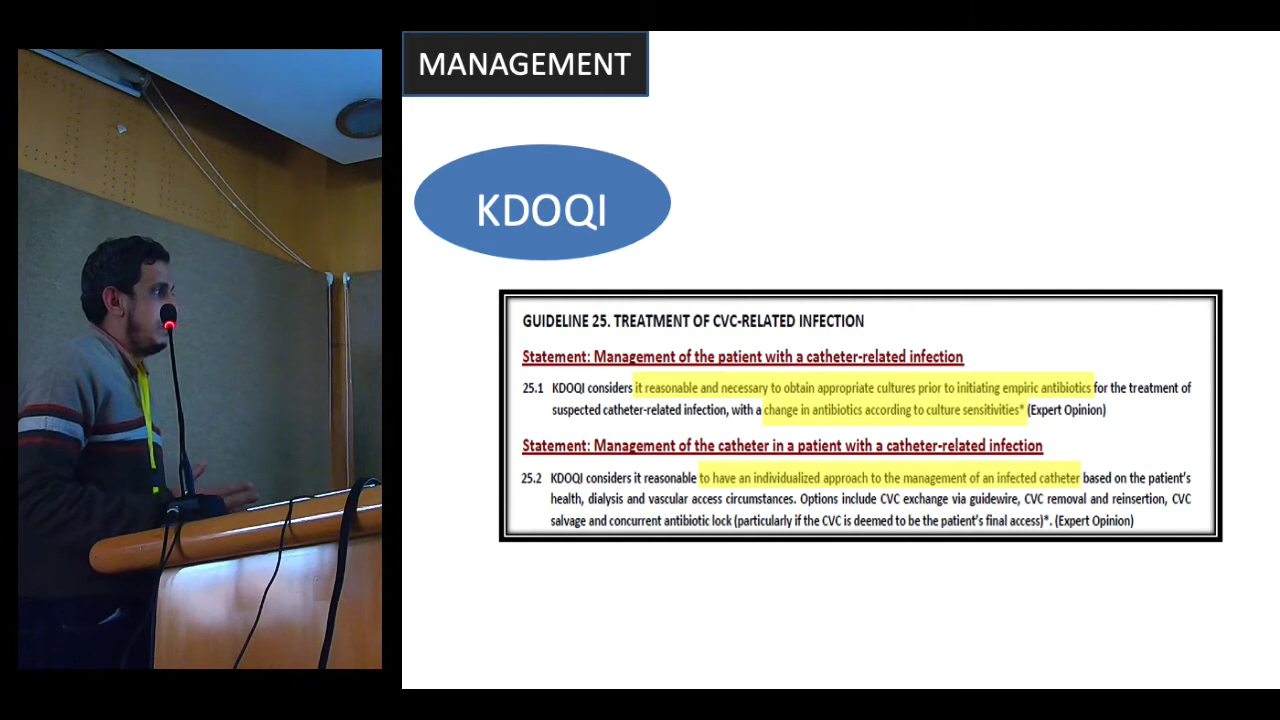 MANAGEMENT
KDOQI
GUIDELINE 25. TREATMENT OF CVC-RELATED INFECTION
Statement: Management of the patient with a catheter-related infection
25.1 KDOQI considers it reasonable and necessary to obtain appropriate cultures prior to initiating empiric antibiotics for the treatment of
suspected catheter-related infection, with a change in antibiotics according to culture sensitivities* (Expert Opinion)
Statement: Management of the catheter in a patient with a catheter-related infection
25.2 KDOQI considers it reasonable to have an individualized approach to the management of an infected catheter based on the patient's
health, dialysis and vascular access circumstances. Options include CVC exchange via guidewire, CVC removal and reinsertion, CVC
salvage and concurrent antibiotic lock (particularly if the CVC is deemed to be the patient's final access)*. (Expert Opinion)